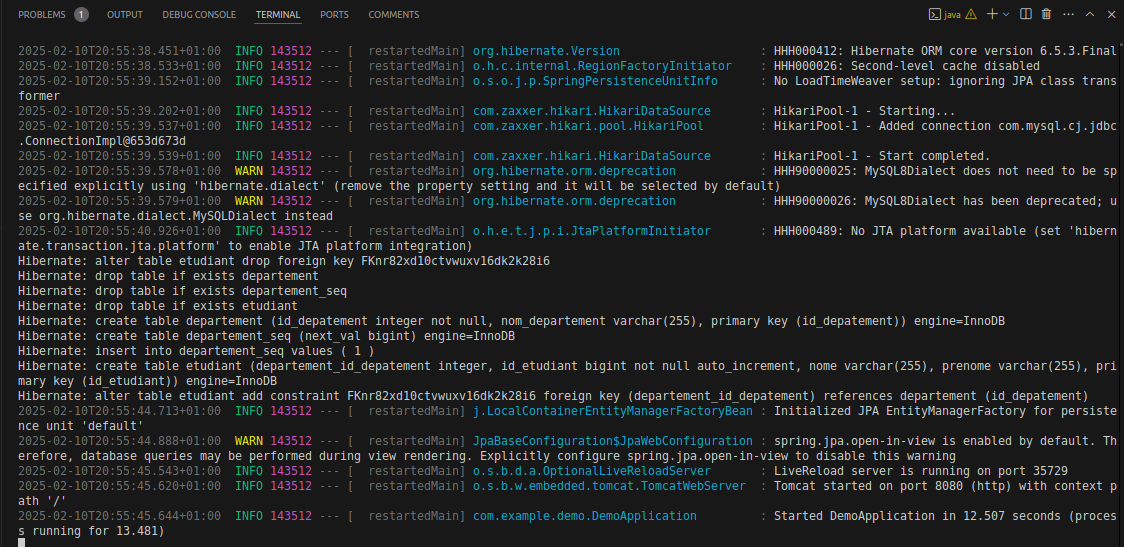 PROBLEMS 1 OUTPUT DEBUG CONSOLE TERMINAL PORTS COMMENTS java
2025-02-10T20:55:38.451+01:00  INFO 143512 --- [  restartedMain] org.hibernate.Version                    : HHH000412: Hibernate ORM core version 6.5.3.Final
2025-02-10T20:55:38.533+01:00  INFO 143512 --- [  restartedMain] o.h.c.internal.RegionFactoryInitiator    : HHH000026: Second-level cache disabled
2025-02-10T20:55:39.152+01:00  INFO 143512 --- [  restartedMain] o.s.o.j.p.SpringPersistenceUnitInfo      : No LoadTimeWeaver setup: ignoring JPA class trans
former
2025-02-10T20:55:39.202+01:00  INFO 143512 --- [  restartedMain] com.zaxxer.hikari.HikariDataSource       : HikariPool-1 - Starting...
2025-02-10T20:55:39.537+01:00  INFO 143512 --- [  restartedMain] com.zaxxer.hikari.pool.HikariPool        : HikariPool-1 - Added connection com.mysql.cj.jdbc
.ConnectionImpl@653d673d
2025-02-10T20:55:39.539+01:00  INFO 143512 --- [  restartedMain] com.zaxxer.hikari.HikariDataSource       : HikariPool-1 - Start completed.
2025-02-10T20:55:39.578+01:00  WARN 143512 --- [  restartedMain] org.hibernate.orm.deprecation            : HHH90000025: MySQL8Dialect does not need to be sp
ecified explicitly using 'hibernate.dialect' (remove the property setting and it will be selected by default)
2025-02-10T20:55:39.579+01:00  WARN 143512 --- [  restartedMain] org.hibernate.orm.deprecation            : HHH90000026: MySQL8Dialect has been deprecated; u
se org.hibernate.dialect.MySQLDialect instead
2025-02-10T20:55:40.926+01:00  INFO 143512 --- [  restartedMain] o.h.e.t.j.p.i.JtaPlatformInitiator       : HHH000489: No JTA platform available (set 'hibern
ate.transaction.jta.platform' to enable JTA platform integration)
Hibernate: alter table etudiant drop foreign key FKnr82xd10ctvwuxv16dk2k28i6
Hibernate: drop table if exists departement
Hibernate: drop table if exists departement_seq
Hibernate: drop table if exists etudiant
Hibernate: create table departement (id_depatement integer not null, nom_departement varchar(255), primary key (id_depatement)) engine=InnoDB
Hibernate: create table departement_seq (next_val bigint) engine=InnoDB
Hibernate: insert into departement_seq values ( 1 )
Hibernate: create table etudiant (departement_id_depatement integer, id_etudiant bigint not null auto_increment, nome varchar(255), prenome varchar(255), pri
mary key (id_etudiant)) engine=InnoDB
Hibernate: alter table etudiant add constraint FKnr82xd10ctvwuxv16dk2k28i6 foreign key (departement_id_depatement) references departement (id_depatement)
2025-02-10T20:55:44.713+01:00  INFO 143512 --- [  restartedMain] j.LocalContainerEntityManagerFactoryBean : Initialized JPA EntityManagerFactory for persiste
nce unit 'default'
2025-02-10T20:55:44.888+01:00  WARN 143512 --- [  restartedMain] JpaBaseConfiguration$JpaWebConfiguration : spring.jpa.open-in-view is enabled by default. Th
erefore, database queries may be performed during view rendering. Explicitly configure spring.jpa.open-in-view to disable this warning
2025-02-10T20:55:45.543+01:00  INFO 143512 --- [  restartedMain] o.s.b.d.a.OptionalLiveReloadServer       : LiveReload server is running on port 35729
2025-02-10T20:55:45.620+01:00  INFO 143512 --- [  restartedMain] o.s.b.w.embedded.tomcat.TomcatWebServer  : Tomcat started on port 8080 (http) with context p
ath '/'
2025-02-10T20:55:45.644+01:00  INFO 143512 --- [  restartedMain] com.example.demo.DemoApplication         : Started DemoApplication in 12.507 seconds (proces
s running for 13.481)